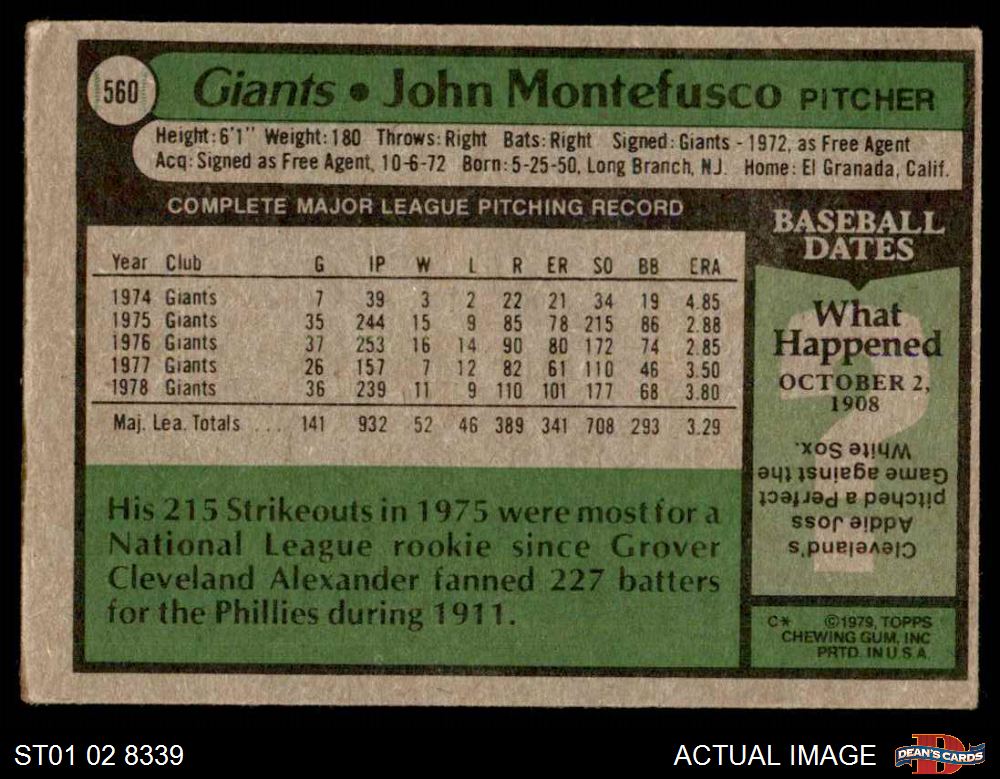 560
Giants • John Montefusco PITCHER
Height: 6'1" Weight: 180 Throws: Right Bats: Right Signed: Giants - 1972, as Free Agent
Acq: Signed as Free Agent, 10-6-72 Born: 5-25-50, Long Branch, N.J. Home: El Granada, Calif.
COMPLETE MAJOR LEAGUE PITCHING RECORD
Year Club G IP W L R ER SO BB ERA
1974 Giants 7 39 3 2 22 21 34 19 4.85
1975 Giants 35 244 15 9 85 78 215 86 2.88
1976 Giants 37 253 16 14 90 80 172 74 2.85
1977 Giants 26 157 7 12 82 61 110 46 3.50
1978 Giants 36 239 11 9 110 101 177 68 3.80
Maj. Lea. Totals ... 141 932 52 46 389 341 708 293 3.29
His 215 Strikeouts in 1975 were most for a
National League rookie since Grover
Cleveland Alexander fanned 227 batters
for the Phillies during 1911.
BASEBALL
DATES
What
Happened
OCTOBER 2,
1908
?
Cleveland's
Addie Joss
pitched a Perfect
Game against the
White Sox.
C* ©1979, TOPPS
CHEWING GUM, INC
PRTD. IN U.S.A.
ST01 02 8339
ACTUAL IMAGE
DEAN'S CARDS